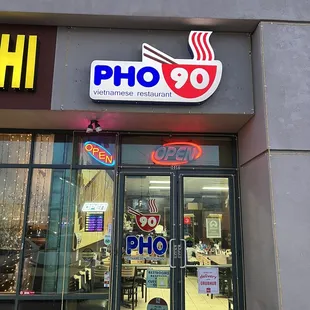 HI
PHO 90
vietnamese restaurant
OPEN
OPEN
90
PHO